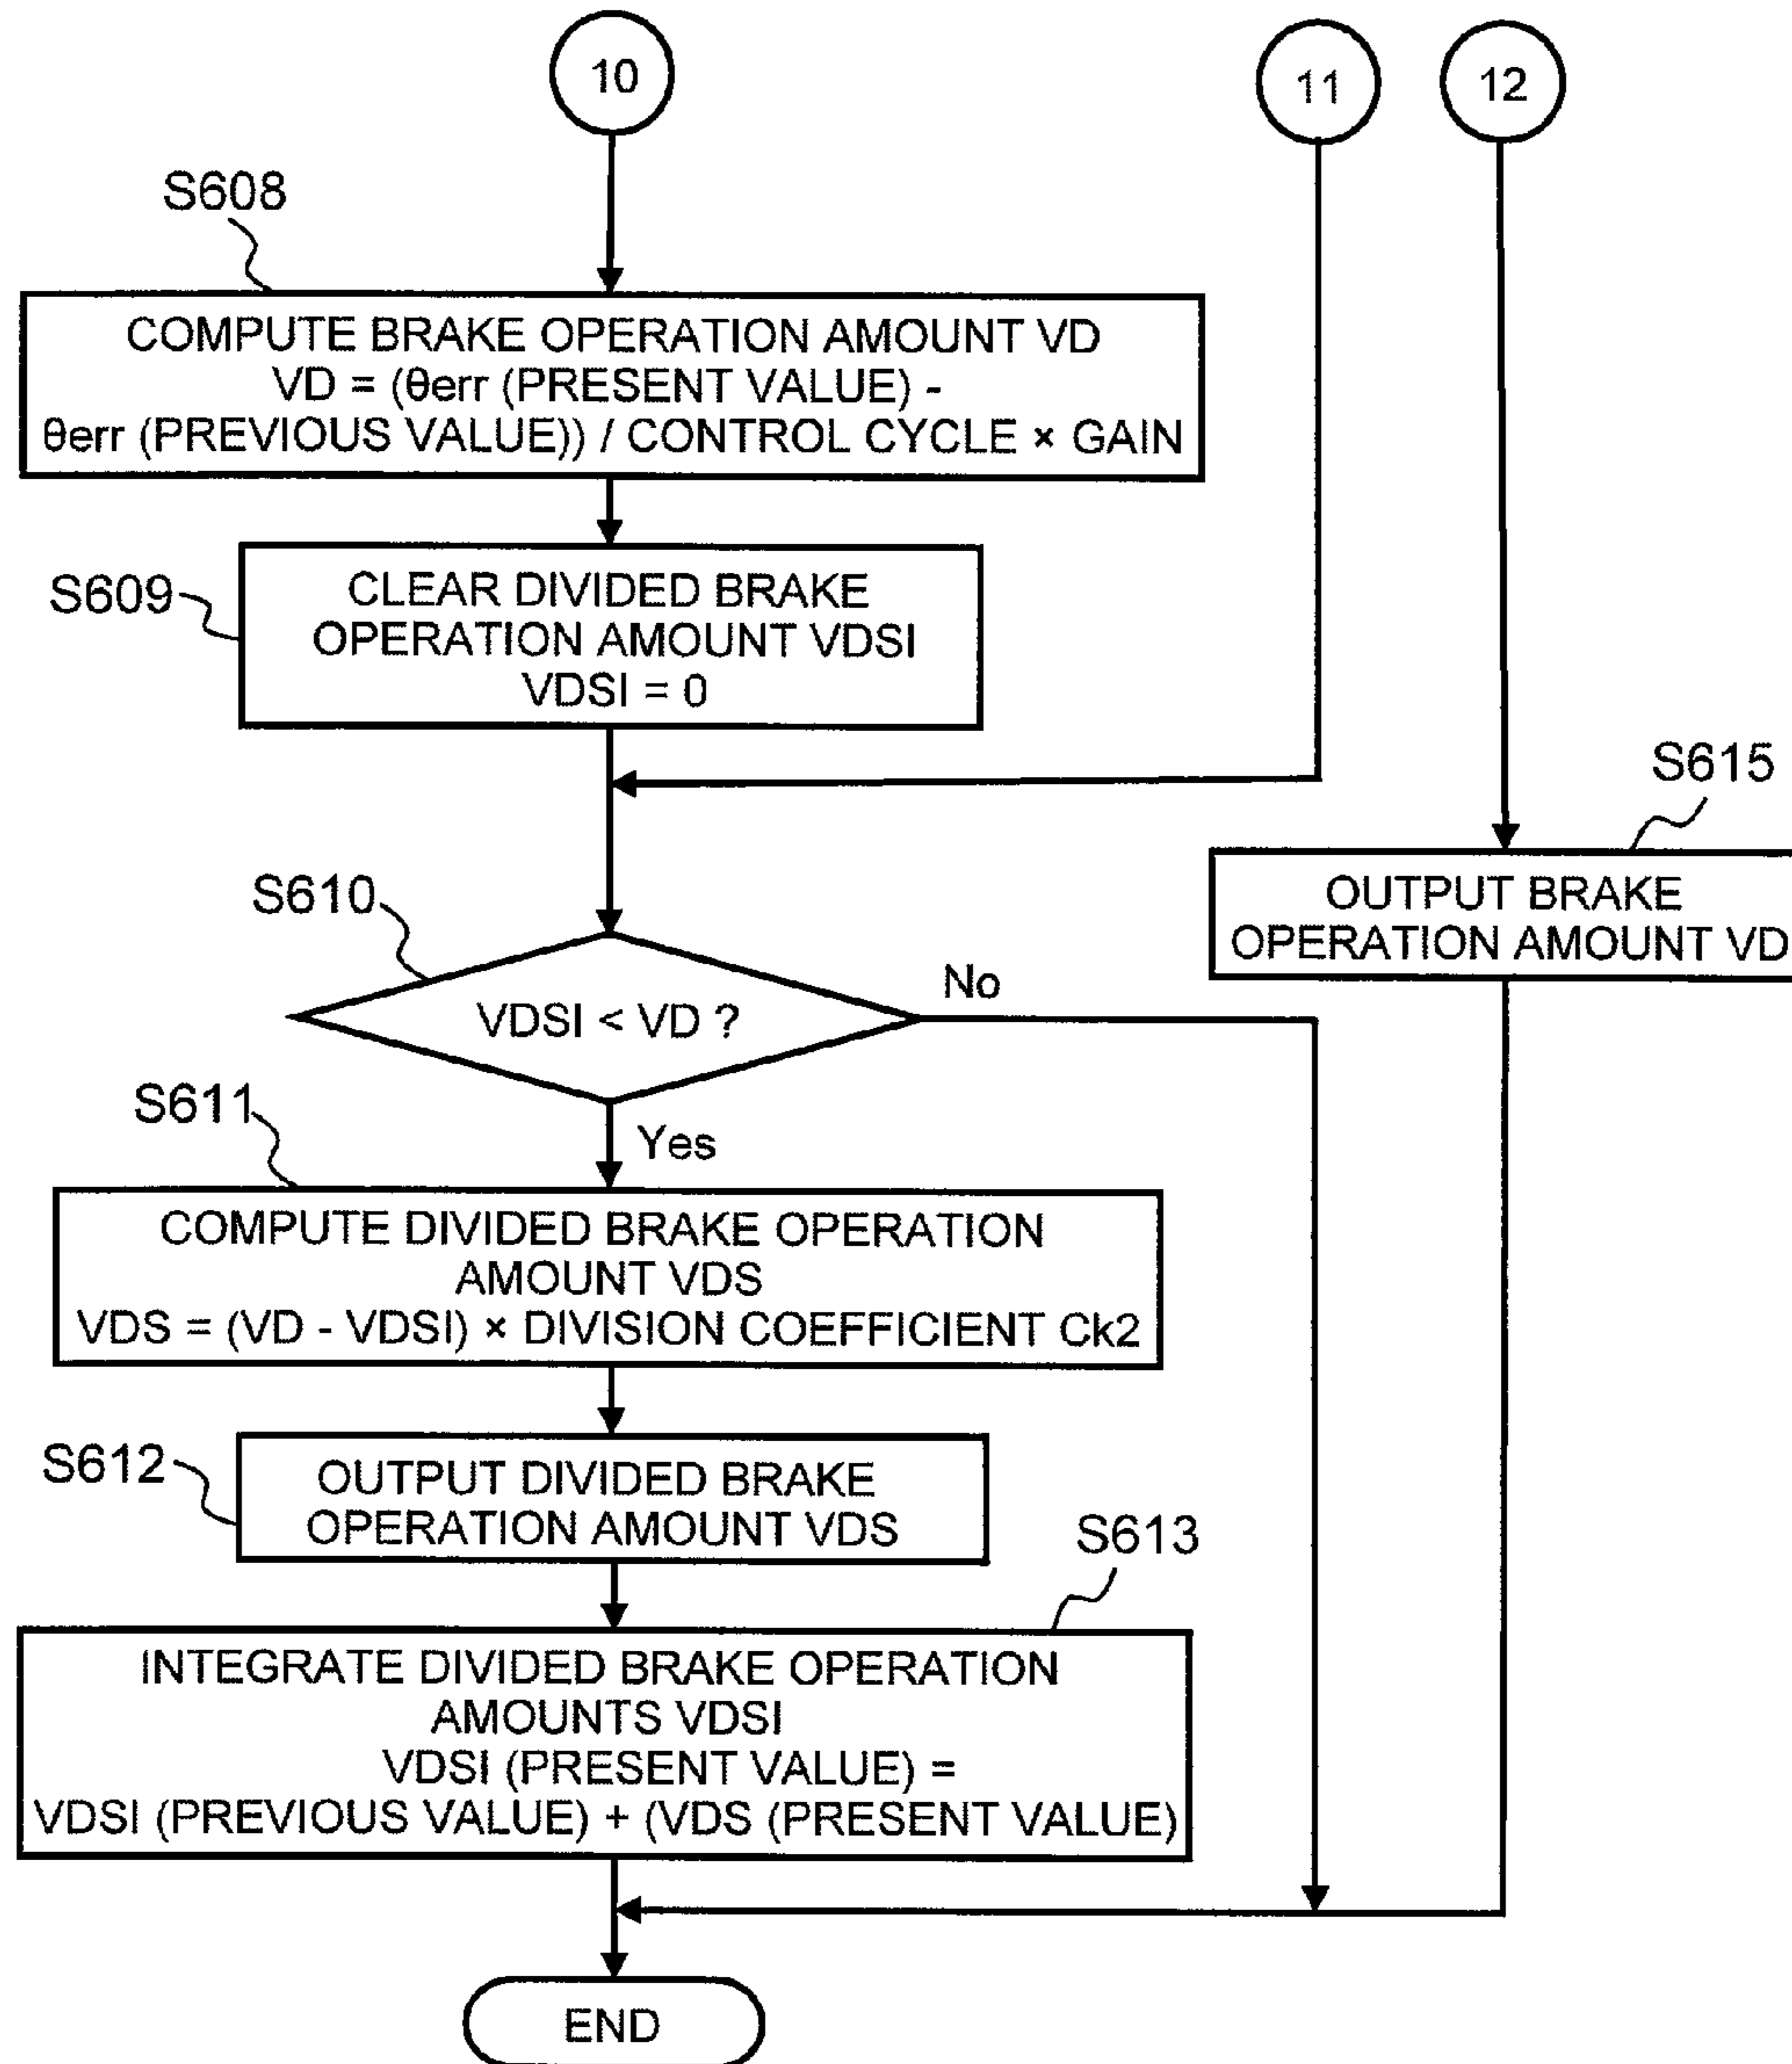 10
11
12
S608
COMPUTE BRAKE OPERATION AMOUNT VD
VD = (θerr (PRESENT VALUE) -
θerr (PREVIOUS VALUE)) / CONTROL CYCLE × GAIN
S609
CLEAR DIVIDED BRAKE
OPERATION AMOUNT VDSI
VDSI = 0
S615
OUTPUT BRAKE
OPERATION AMOUNT VD
S610
VDSI < VD ?
No
Yes
S611
COMPUTE DIVIDED BRAKE OPERATION
AMOUNT VDS
VDS = (VD - VDSI) × DIVISION COEFFICIENT Ck2
S612
OUTPUT DIVIDED BRAKE
OPERATION AMOUNT VDS
S613
INTEGRATE DIVIDED BRAKE OPERATION
AMOUNTS VDSI
VDSI (PRESENT VALUE) =
VDSI (PREVIOUS VALUE) + (VDS (PRESENT VALUE)
END